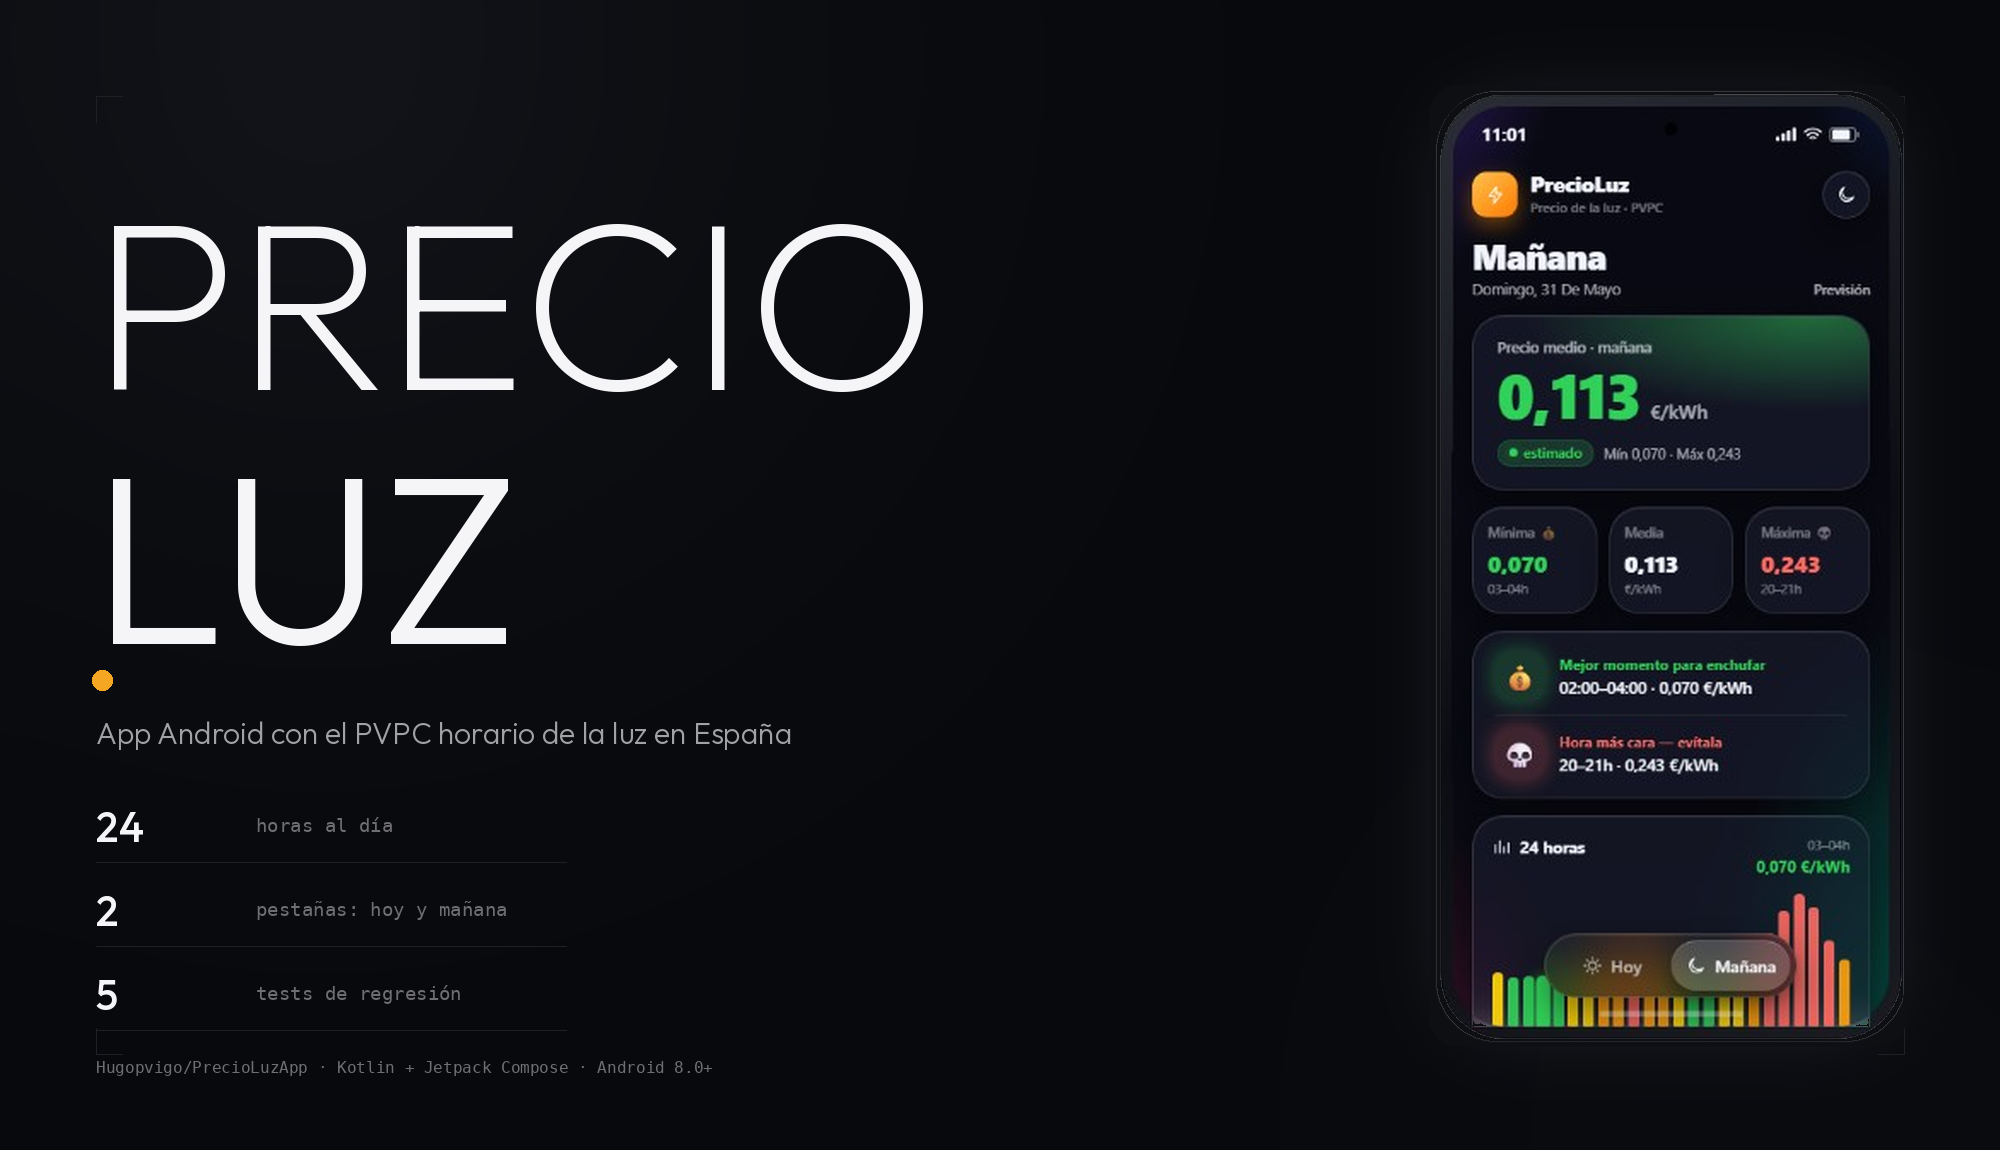 PRECIO
LUZ
App Android con el PVPC horario de la luz en España
24 horas al día
2 pestañas: hoy y mañana
5 tests de regresión
Hugopvigo/PrecioLuzApp · Kotlin + Jetpack Compose · Android 8.0+
11:01
PrecioLuz
Precio de la luz · PVPC
Mañana
Domingo, 31 De Mayo Previsión
Precio medio · mañana
0,113 €/kWh
estimado Mín 0,070 · Máx 0,243
Mínima Media Máxima
0,070 0,113 0,243
03–04h €/kWh 20–21h
Mejor momento para enchufar
02:00–04:00 · 0,070 €/kWh
Hora más cara — evítala
20–21h · 0,243 €/kWh
24 horas 03–04h
0,070 €/kWh
Hoy Mañana